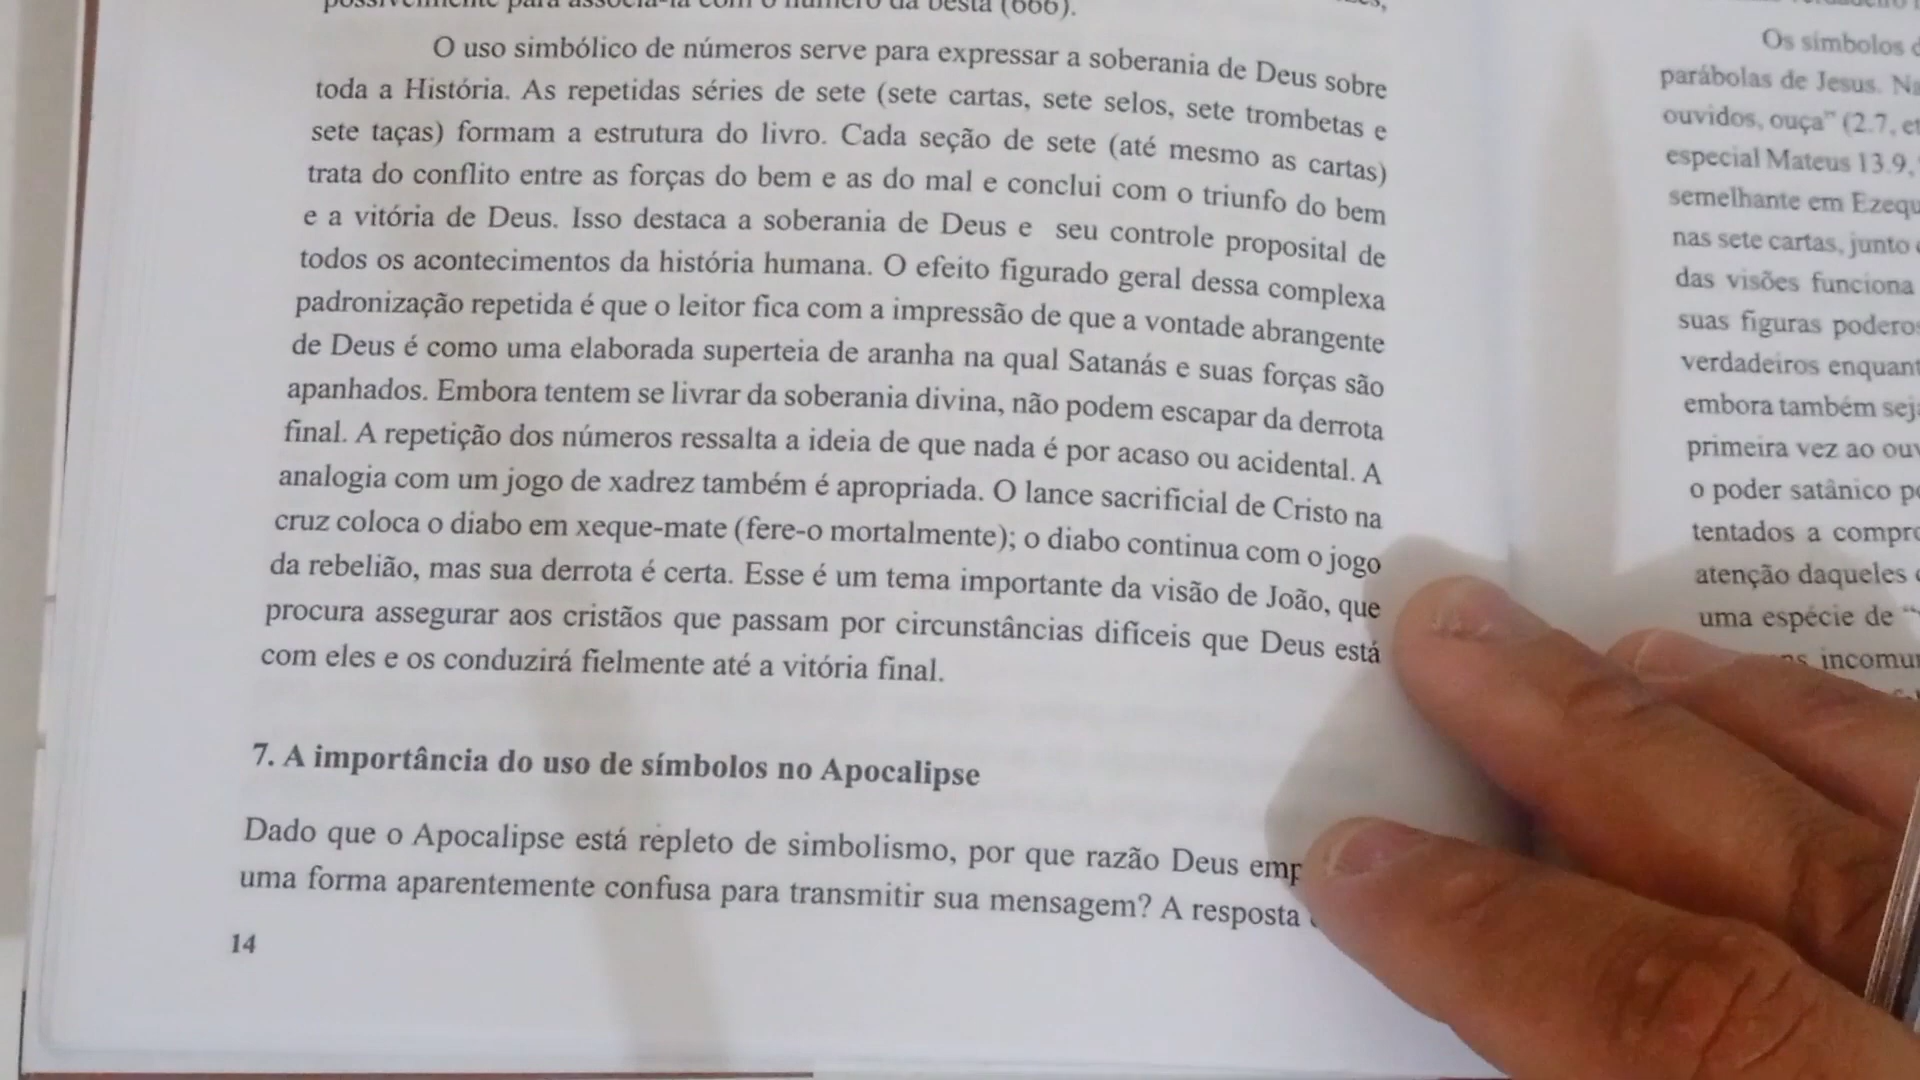 possivelmente para associá-la com o número da besta (666).
O uso simbólico de números serve para expressar a soberania de Deus sobre
toda a História. As repetidas séries de sete (sete cartas, sete selos, sete trombetas e
sete taças) formam a estrutura do livro. Cada seção de sete (até mesmo as cartas)
trata do conflito entre as forças do bem e as do mal e conclui com o triunfo do bem
e a vitória de Deus. Isso destaca a soberania de Deus e seu controle proposital de
todos os acontecimentos da história humana. O efeito figurado geral dessa complexa
padronização repetida é que o leitor fica com a impressão de que a vontade abrangente
de Deus é como uma elaborada superteia de aranha na qual Satanás e suas forças são
apanhados. Embora tentem se livrar da soberania divina, não podem escapar da derrota
final. A repetição dos números ressalta a ideia de que nada é por acaso ou acidental. A
analogia com um jogo de xadrez também é apropriada. O lance sacrificial de Cristo na
cruz coloca o diabo em xeque-mate (fere-o mortalmente); o diabo continua com o jogo
da rebelião, mas sua derrota é certa. Esse é um tema importante da visão de João, que
procura assegurar aos cristãos que passam por circunstâncias difíceis que Deus está
com eles e os conduzirá fielmente até a vitória final.
7. A importância do uso de símbolos no Apocalipse
Dado que o Apocalipse está repleto de simbolismo, por que razão Deus
uma forma aparentemente confusa para transmitir sua mensagem? A resposta
14
Os símbolos
parábolas de Jesus.
ouvidos, ouça” (2.7,
especial Mateus 13.9,
semelhante em
nas sete cartas, junto
das visões funciona
suas figuras
verdadeiros
embora também
primeira vez ao
o poder satânico
tentados a
atenção daqueles
uma espécie de “